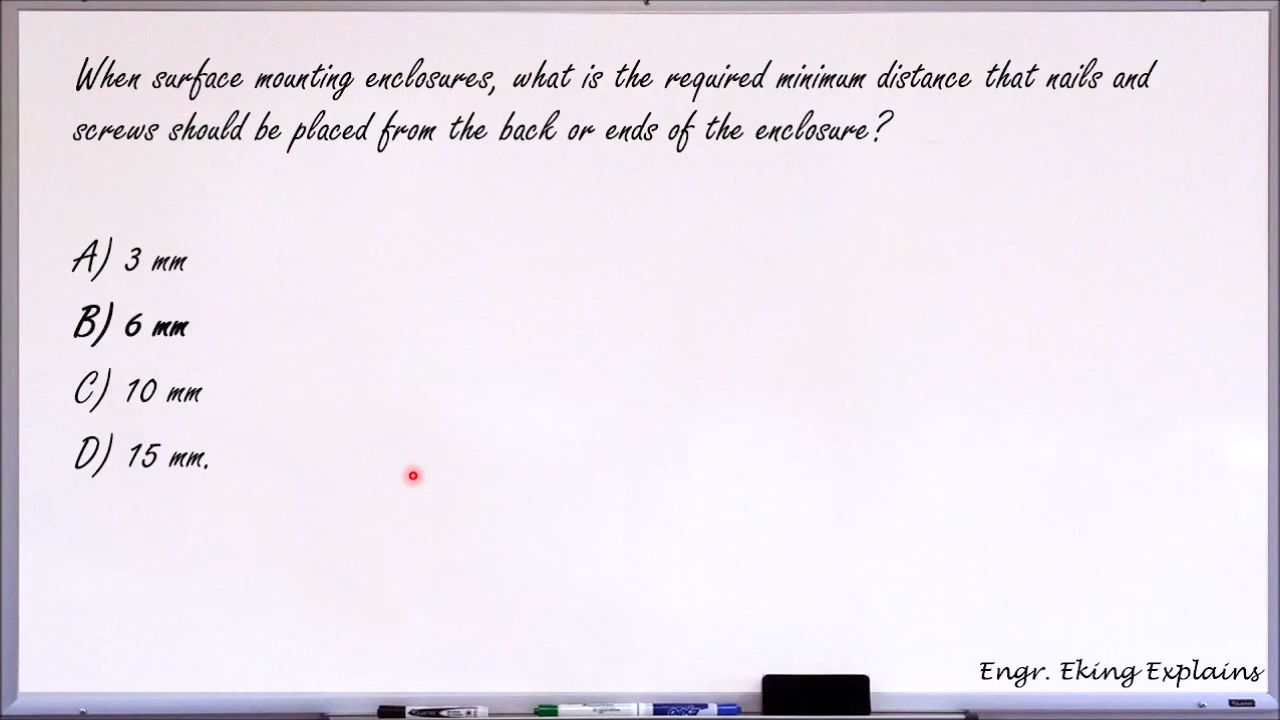 When surface mounting enclosures, what is the required minimum distance that nails and
screws should be placed from the back or ends of the enclosure?
A) 3 mm
B) 6 mm
C) 10 mm
D) 15 mm.
Engr. Eking Explains